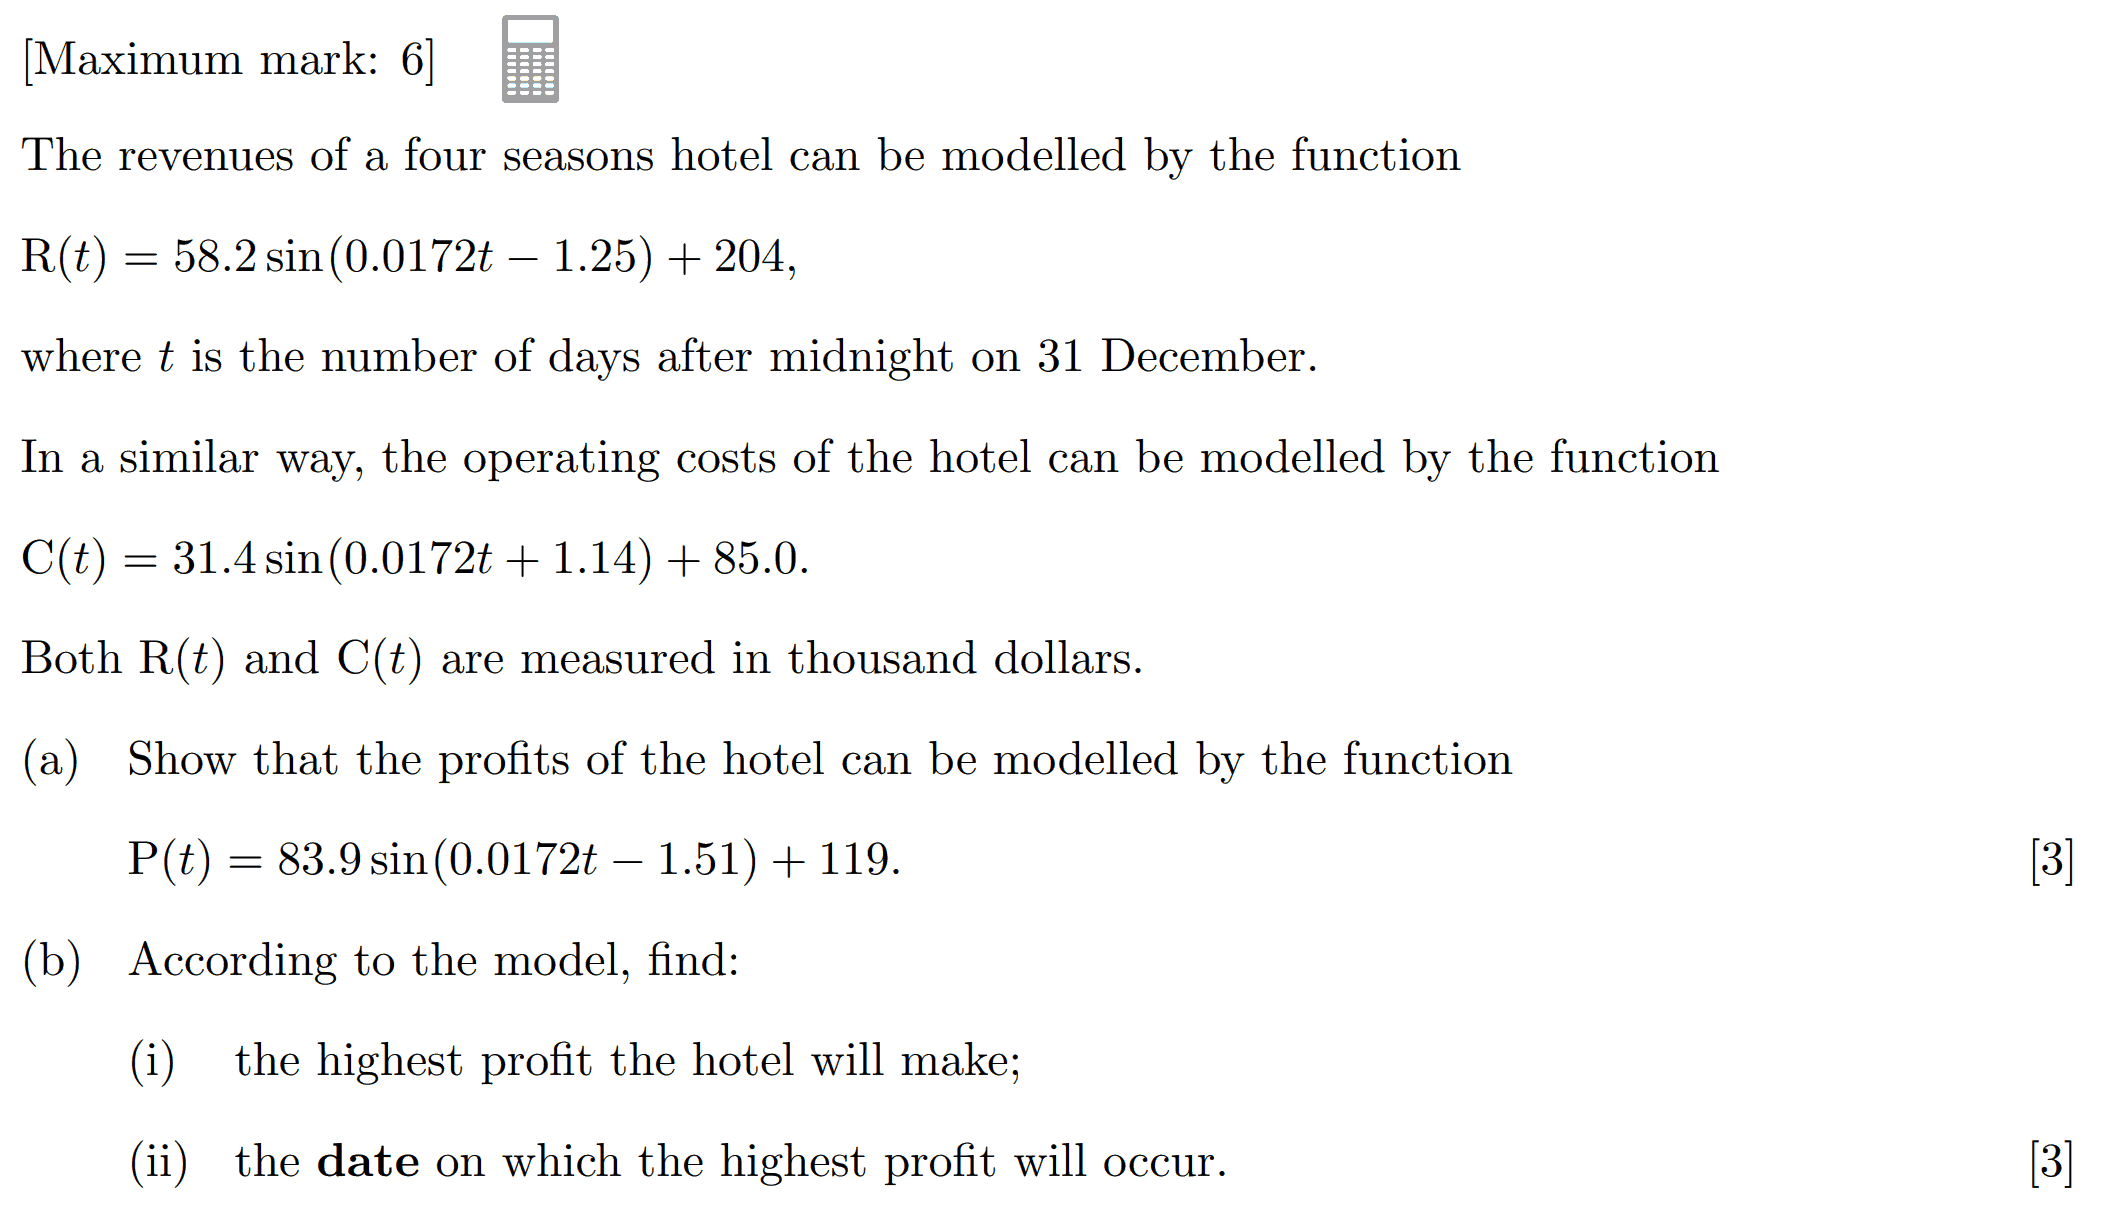 [Maximum mark: 6]
The revenues of a four seasons hotel can be modelled by the function
R(t) = 58.2 sin(0.0172t − 1.25) + 204,
where t is the number of days after midnight on 31 December.
In a similar way, the operating costs of the hotel can be modelled by the function
C(t) = 31.4 sin(0.0172t + 1.14) + 85.0.
Both R(t) and C(t) are measured in thousand dollars.
(a) Show that the profits of the hotel can be modelled by the function
P(t) = 83.9 sin(0.0172t − 1.51) + 119. [3]
(b) According to the model, find:
(i) the highest profit the hotel will make;
(ii) the date on which the highest profit will occur. [3]